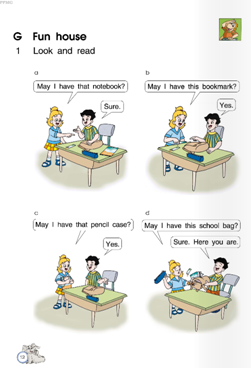 G Fun house
1 Look and read
a
May I have that notebook?
Sure.
b
May I have this bookmark?
Yes.
c
May I have that pencil case?
Yes.
d
May I have this school bag?
Sure. Here you are.